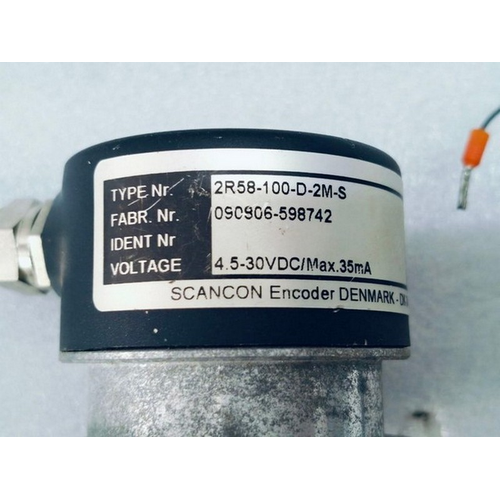 TYPE Nr. 2R58-100-D-2M-S
FABR. Nr. 090906-598742
IDENT Nr
VOLTAGE 4.5-30VDC/Max.35mA
SCANCON Encoder DENMARK -